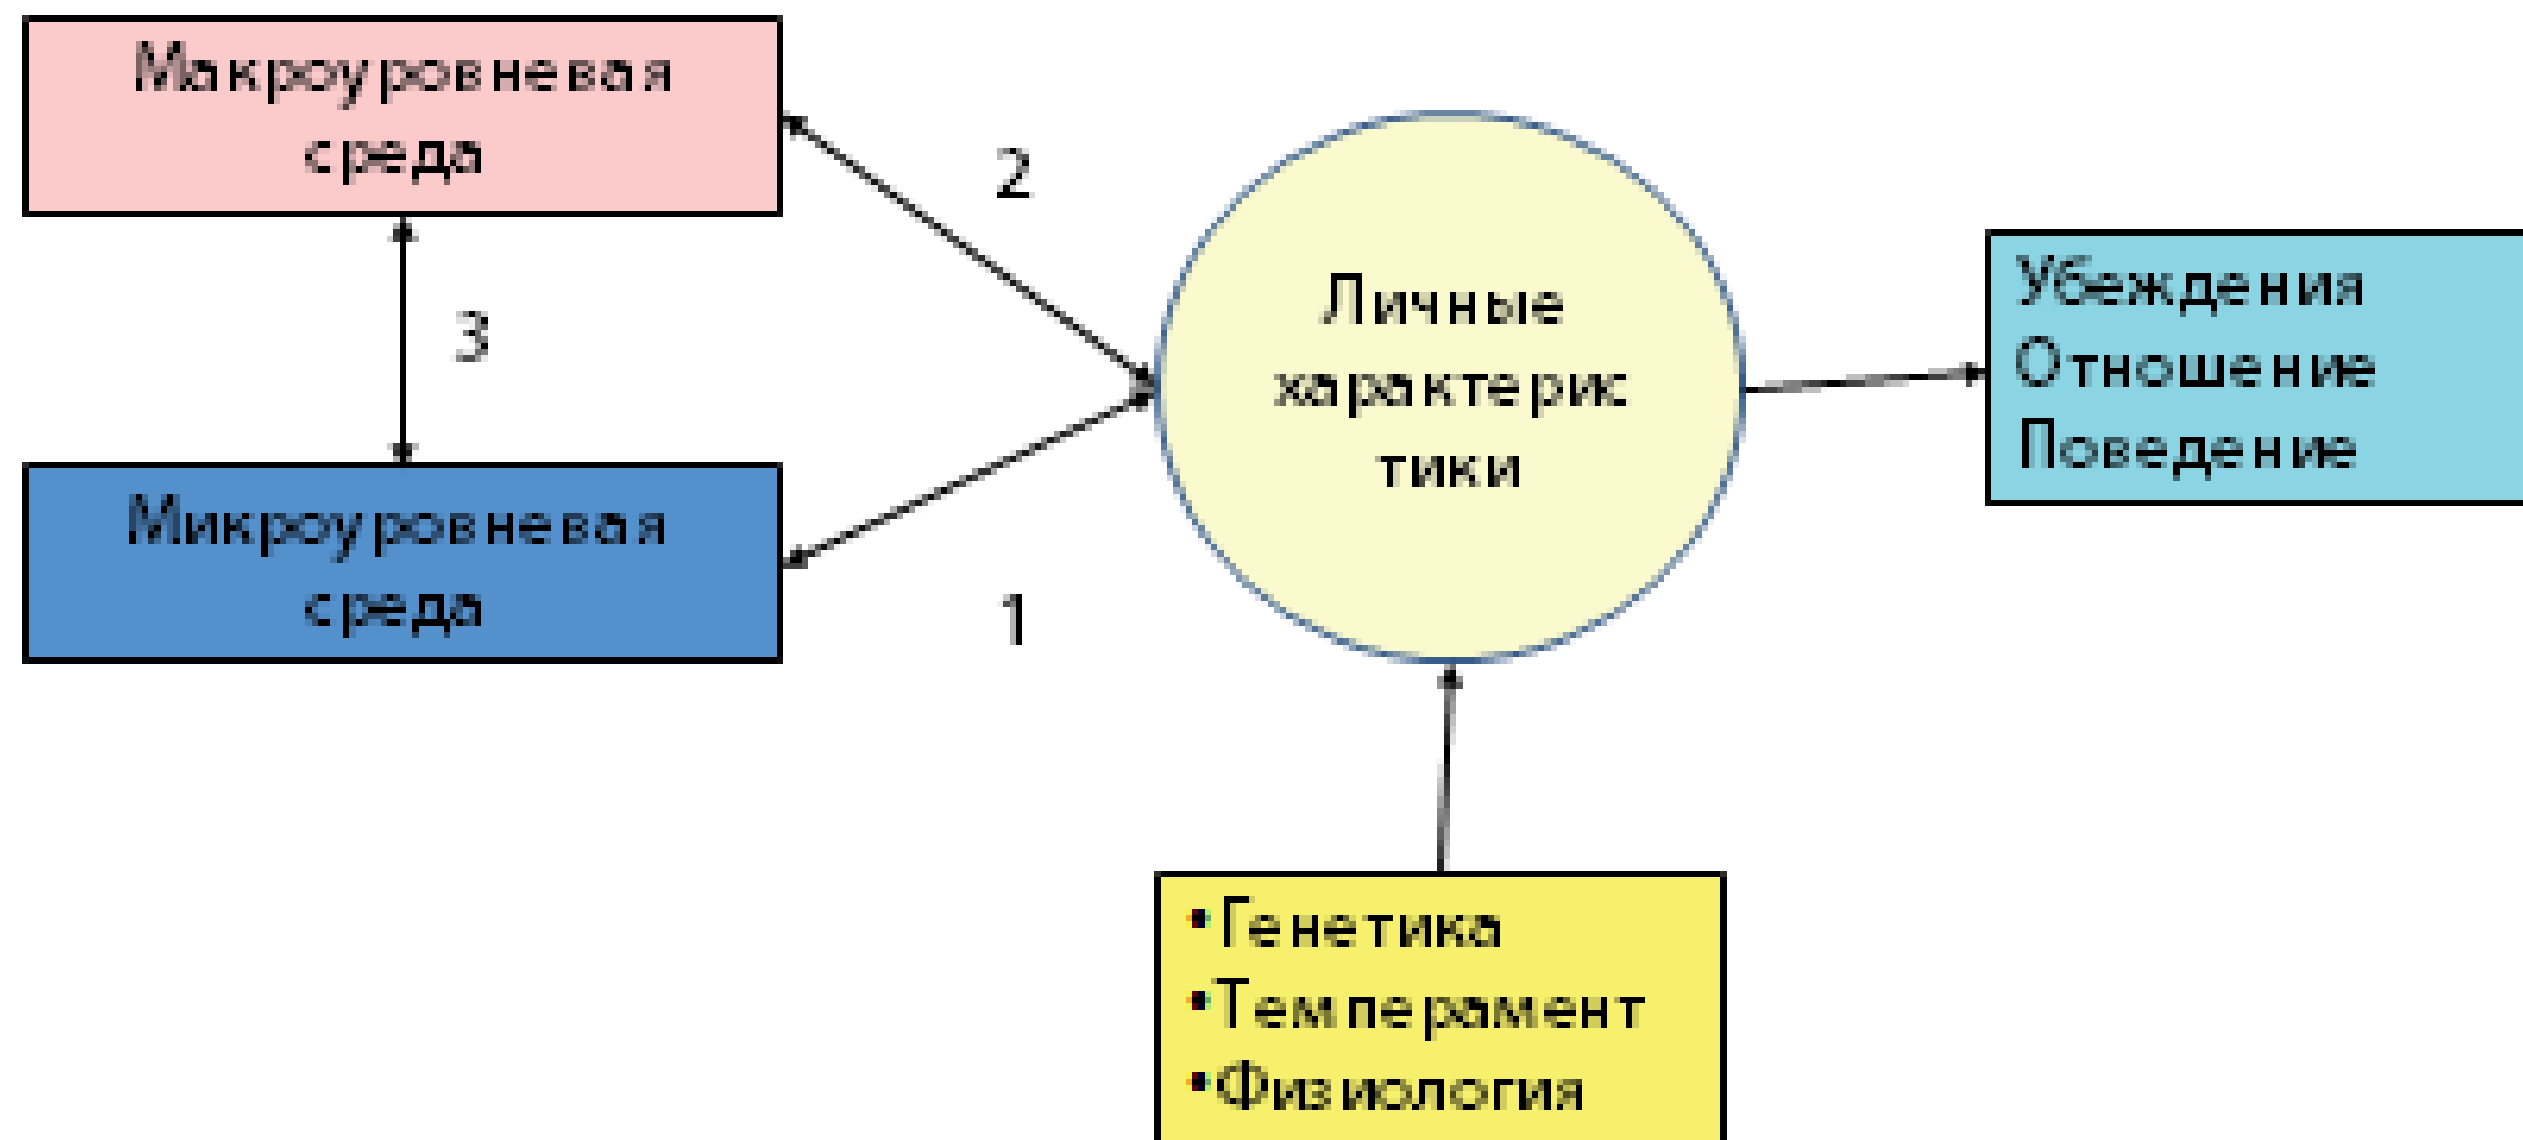 Макроуровневая
среда
2
3
Микроуровневая
среда
1
Личные
характерис
тики
Убеждения
Отношение
Поведение
•Генетика
•Темперамент
•Физиология